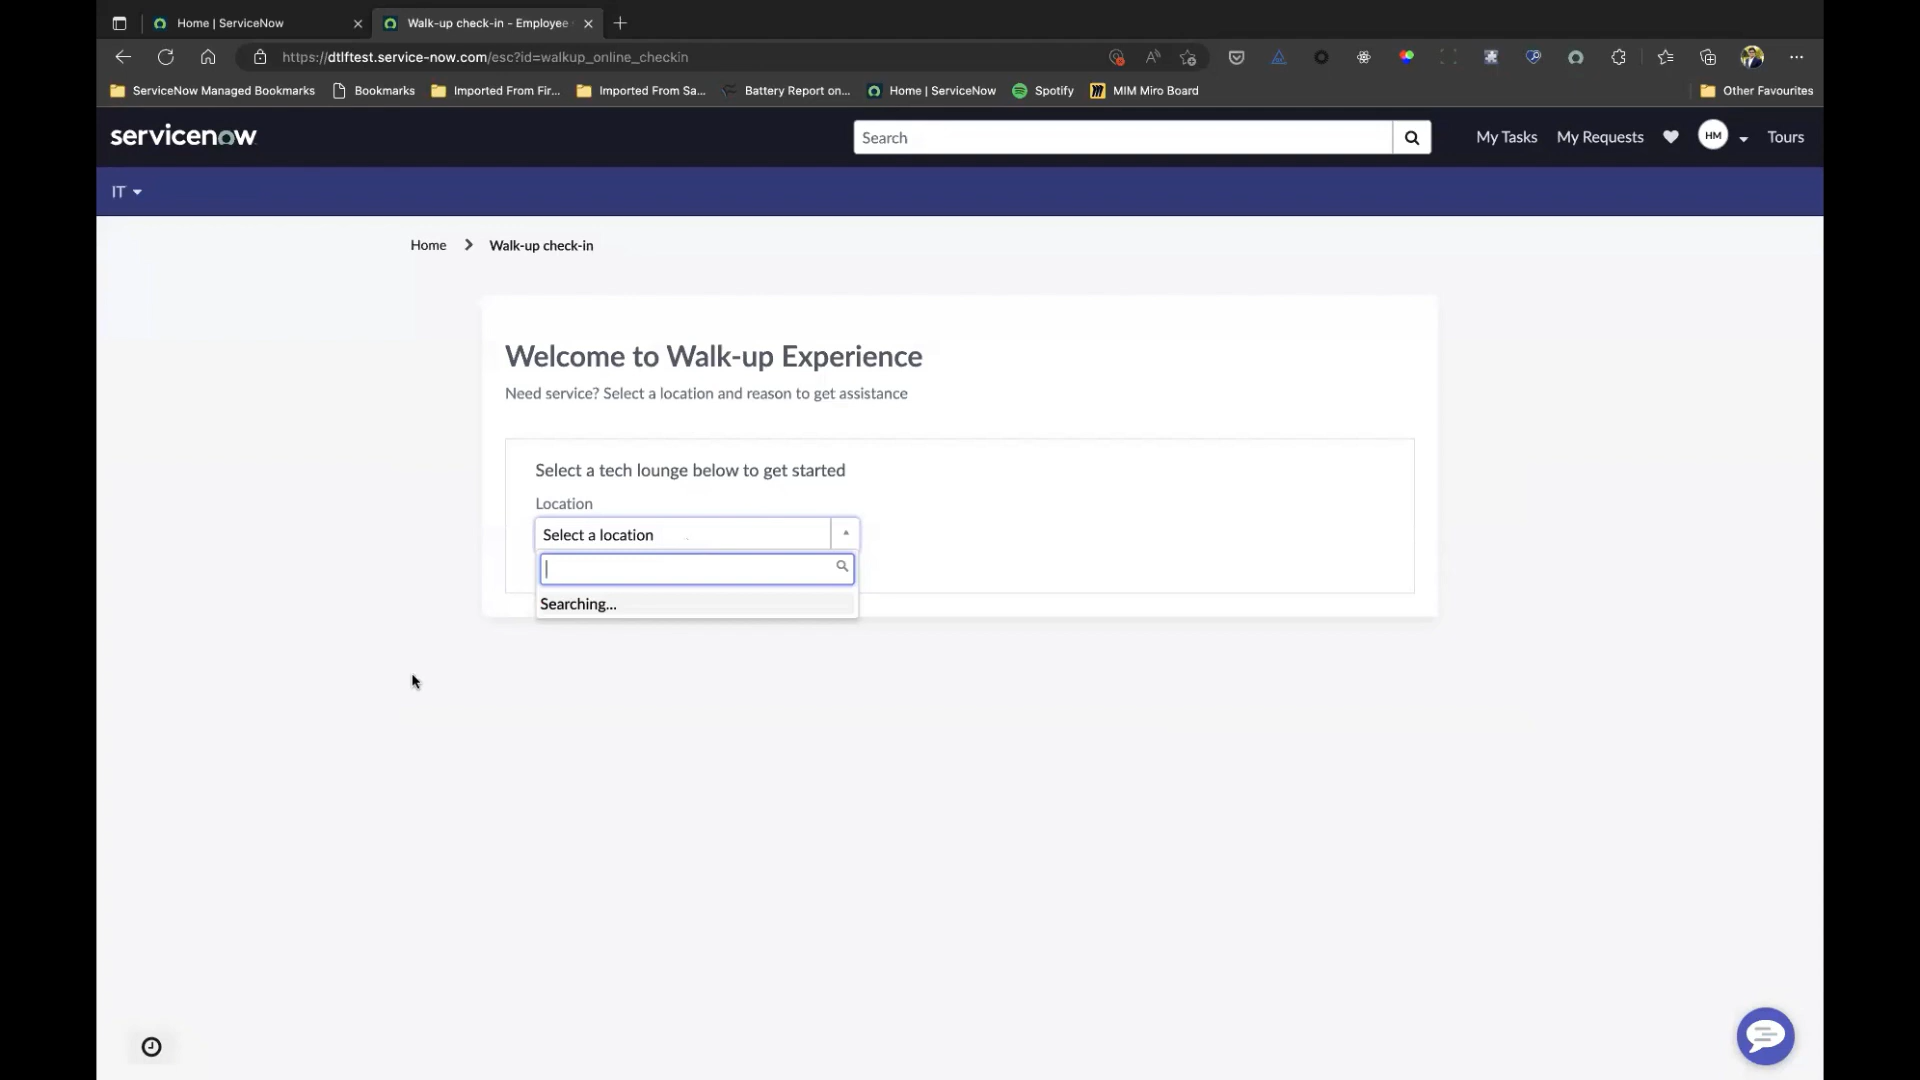 Home | ServiceNow
Walk-up check-in - Employee
https://dtlftest.service-now.com/esc?id=walkup_online_checkin
ServiceNow Managed Bookmarks
Bookmarks
Imported From Fir...
Imported From Sa...
Battery Report on...
Home | ServiceNow
Spotify
MIM Miro Board
Other Favourites
servicenow
Search
My Tasks
My Requests
HM
Tours
IT
Home
Walk-up check-in
Welcome to Walk-up Experience
Need service? Select a location and reason to get assistance
Select a tech lounge below to get started
Location
Select a location
Searching...